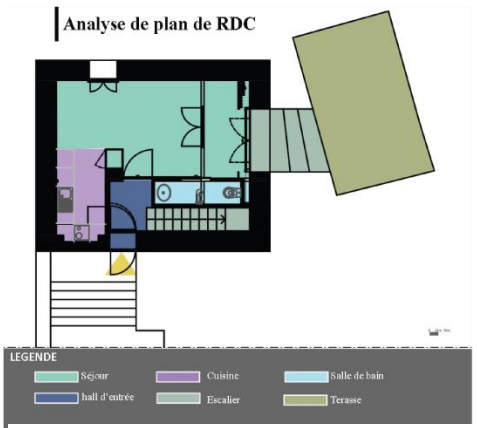 Analyse de plan de RDC
LEGENDE
Séjour Cuisine Salle de bain
hall d'entrée Escalier Terasse